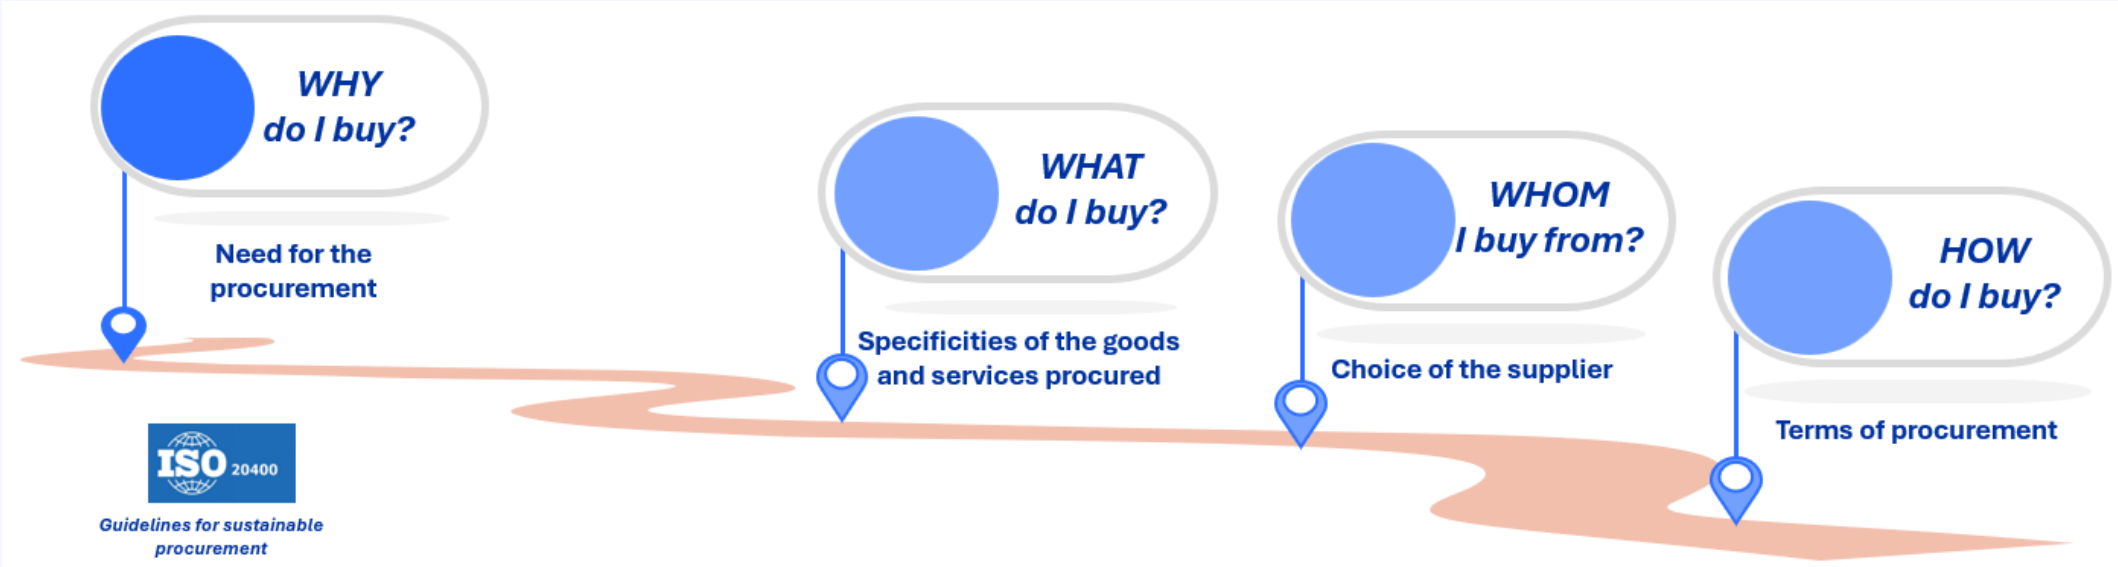 WHY
do I buy?
Need for the
procurement
WHAT
do I buy?
Specificities of the goods
and services procured
WHOM
I buy from?
Choice of the supplier
HOW
do I buy?
Terms of procurement
ISO 20400
Guidelines for sustainable
procurement